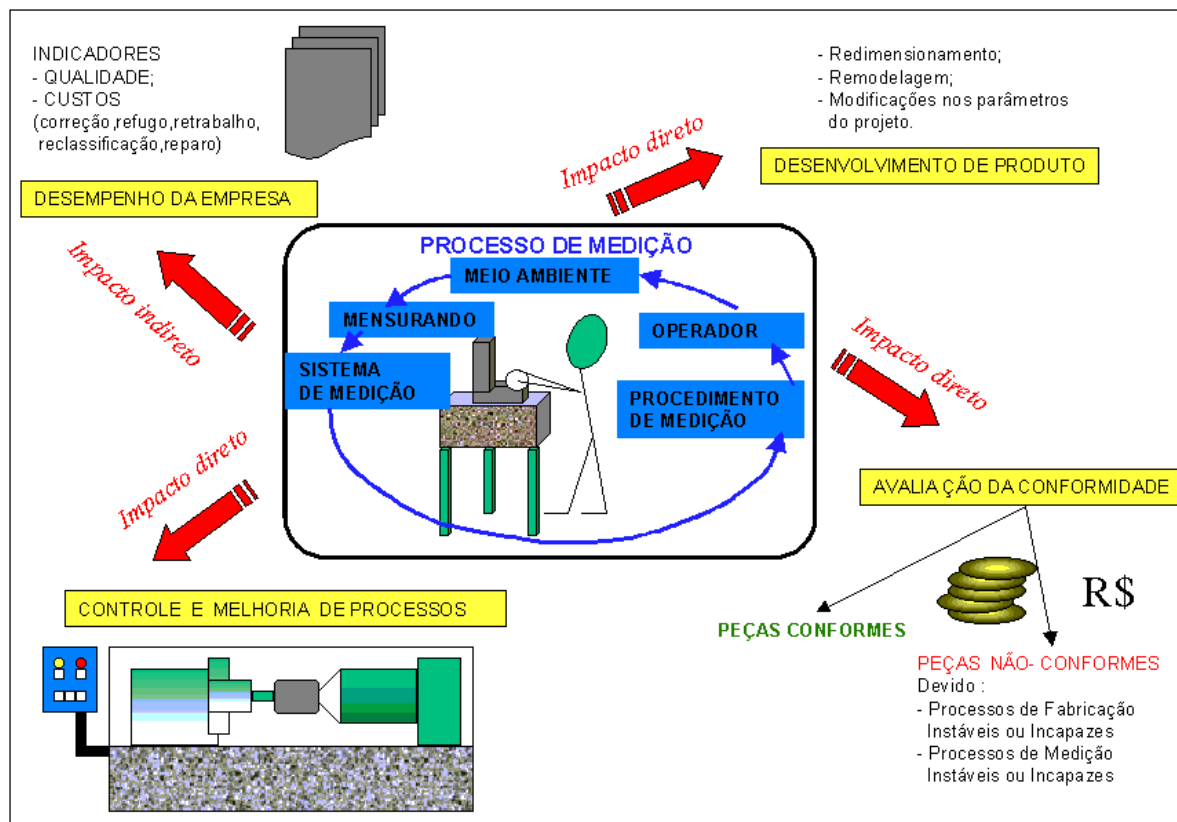 INDICADORES
- QUALIDADE;
- CUSTOS
(correção,refugo,retrabalho,
reclassificação,reparo)
DESEMPENHO DA EMPRESA
- Redimensionamento;
- Remodelagem;
- Modificações nos parâmetros
do projeto.
DESENVOLVIMENTO DE PRODUTO
Impacto direto
Impacto indireto
PROCESSO DE MEDIÇÃO
MEIO AMBIENTE
MENSURANDO
OPERADOR
SISTEMA
DE MEDIÇÃO
PROCEDIMENTO
DE MEDIÇÃO
Impacto direto
Impacto direto
AVALIAÇÃO DA CONFORMIDADE
CONTROLE E MELHORIA DE PROCESSOS
R$
PEÇAS CONFORMES
PEÇAS NÃO- CONFORMES
Devido :
- Processos de Fabricação
Instáveis ou Incapazes
- Processos de Medição
Instáveis ou Incapazes